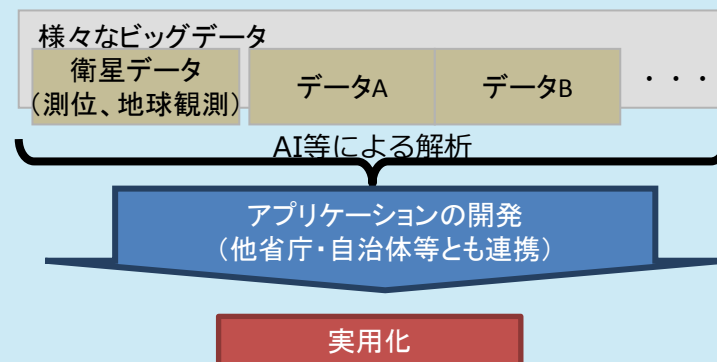 様々なビッグデータ
衛星データ
（測位、地球観測）
データA
データB
・・・
AI等による解析
アプリケーションの開発
（他省庁・自治体等とも連携）
実用化